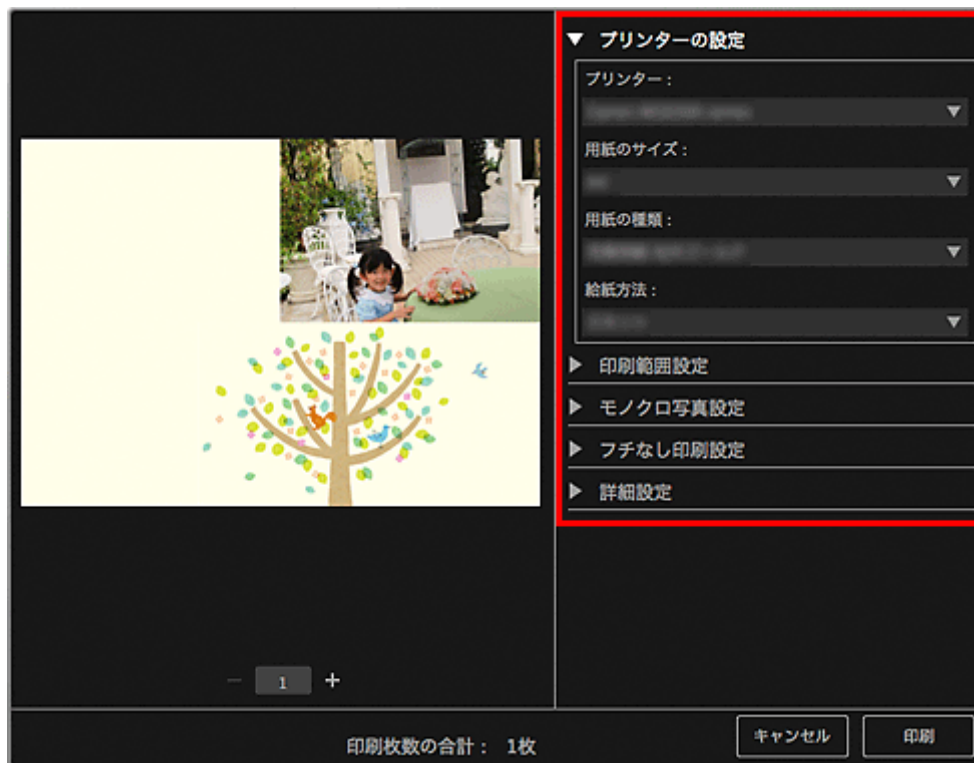 プリンターの設定
プリンター：
用紙のサイズ：
用紙の種類：
給紙方法：
印刷範囲設定
モノクロ写真設定
フチなし印刷設定
詳細設定
1
印刷枚数の合計： 1枚
キャンセル
印刷